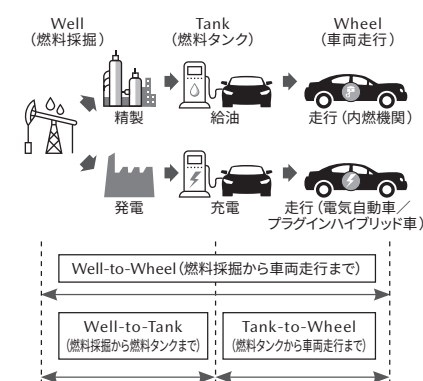 Well
(燃料採掘)
Tank
(燃料タンク)
Wheel
(車両走行)
精製
給油
走行(内燃機関)
発電
充電
走行(電気自動車/
プラグインハイブリッド車)
Well-to-Wheel(燃料採掘から車両走行まで)
Well-to-Tank
(燃料採掘から燃料タンクまで)
Tank-to-Wheel
(燃料タンクから車両走行まで)